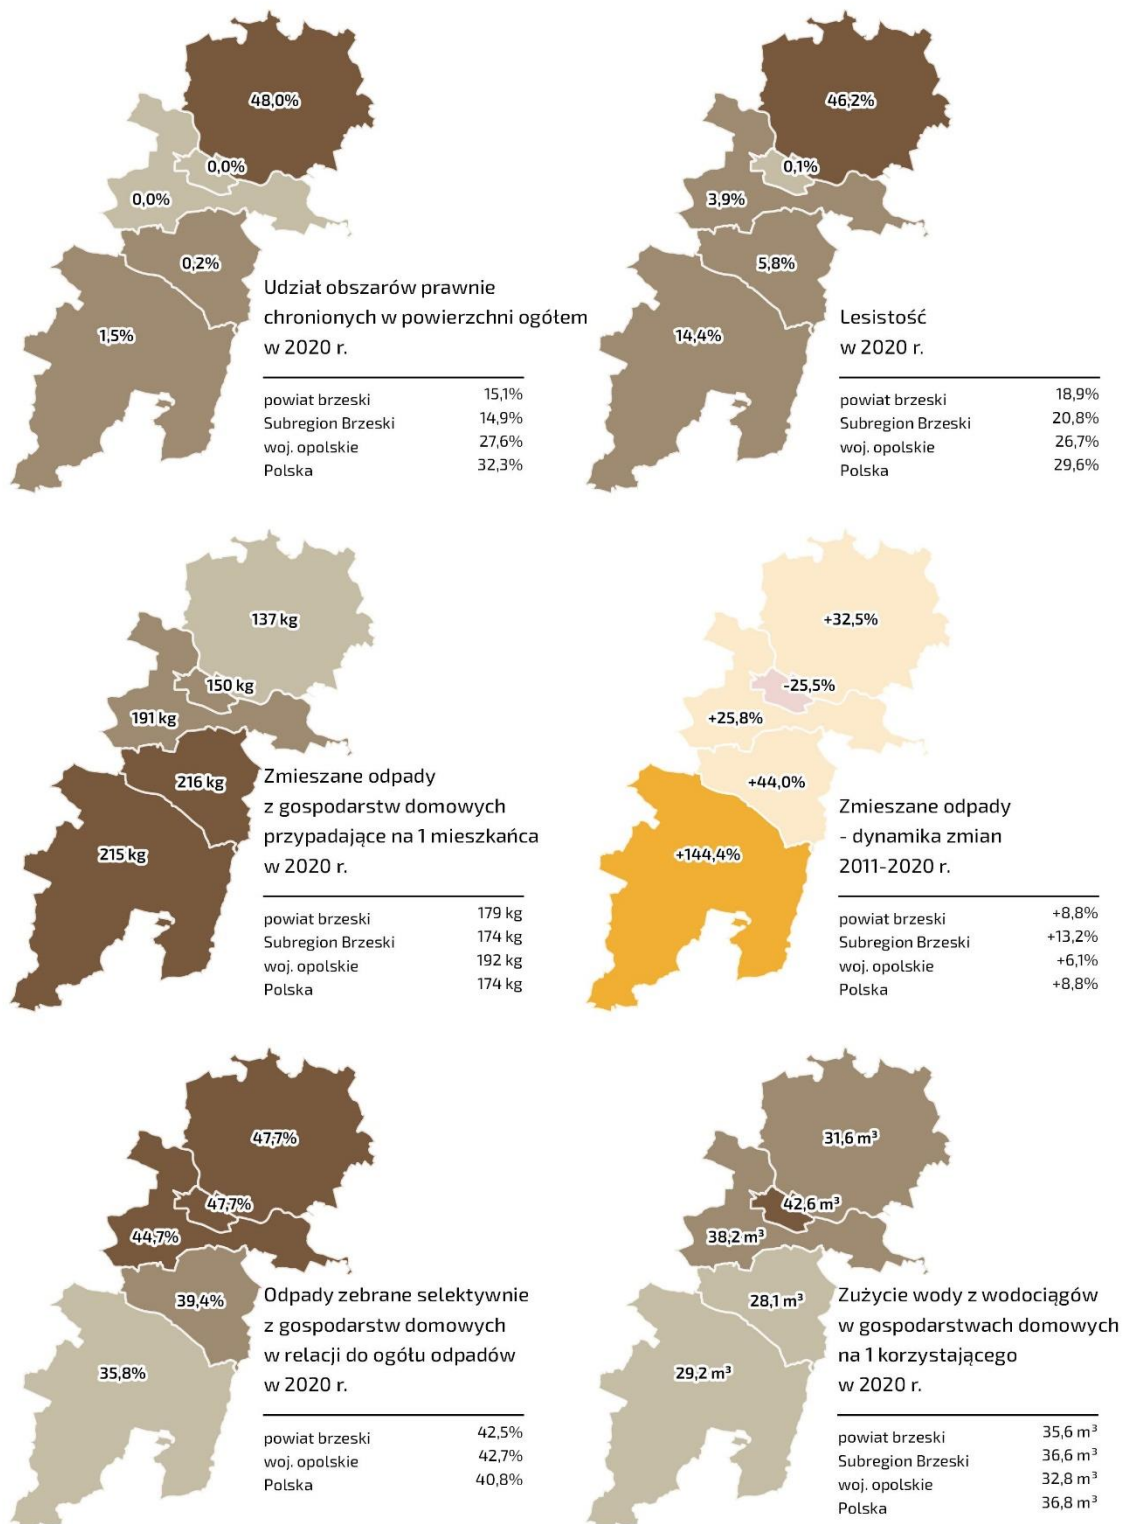 48,0%
0,0%
0,0%
0,2%
1,5%
Udział obszarów prawnie
chronionych w powierzchni ogółem
w 2020 r.
powiat brzeski 15,1%
Subregion Brzeski 14,9%
woj. opolskie 27,6%
Polska 32,3%
46,2%
0,1%
3,9%
5,8%
14,4%
Lesistość
w 2020 r.
powiat brzeski 18,9%
Subregion Brzeski 20,8%
woj. opolskie 26,7%
Polska 29,6%
137 kg
150 kg
191 kg
216 kg
215 kg
Zmieszane odpady
z gospodarstw domowych
przypadające na 1 mieszkańca
w 2020 r.
powiat brzeski 179 kg
Subregion Brzeski 174 kg
woj. opolskie 192 kg
Polska 174 kg
+32,5%
-25,5%
+25,8%
+44,0%
+144,4%
Zmieszane odpady
- dynamika zmian
2011-2020 r.
powiat brzeski +8,8%
Subregion Brzeski +13,2%
woj. opolskie +6,1%
Polska +8,8%
47,7%
47,7%
44,7%
39,4%
35,8%
Odpady zebrane selektywnie
z gospodarstw domowych
w relacji do ogółu odpadów
w 2020 r.
powiat brzeski 42,5%
woj. opolskie 42,7%
Polska 40,8%
31,6 m³
42,6 m³
38,2 m³
28,1 m³
29,2 m³
Zużycie wody z wodociągów
w gospodarstwach domowych
na 1 korzystającego
w 2020 r.
powiat brzeski 35,6 m³
Subregion Brzeski 36,6 m³
woj. opolskie 32,8 m³
Polska 36,8 m³